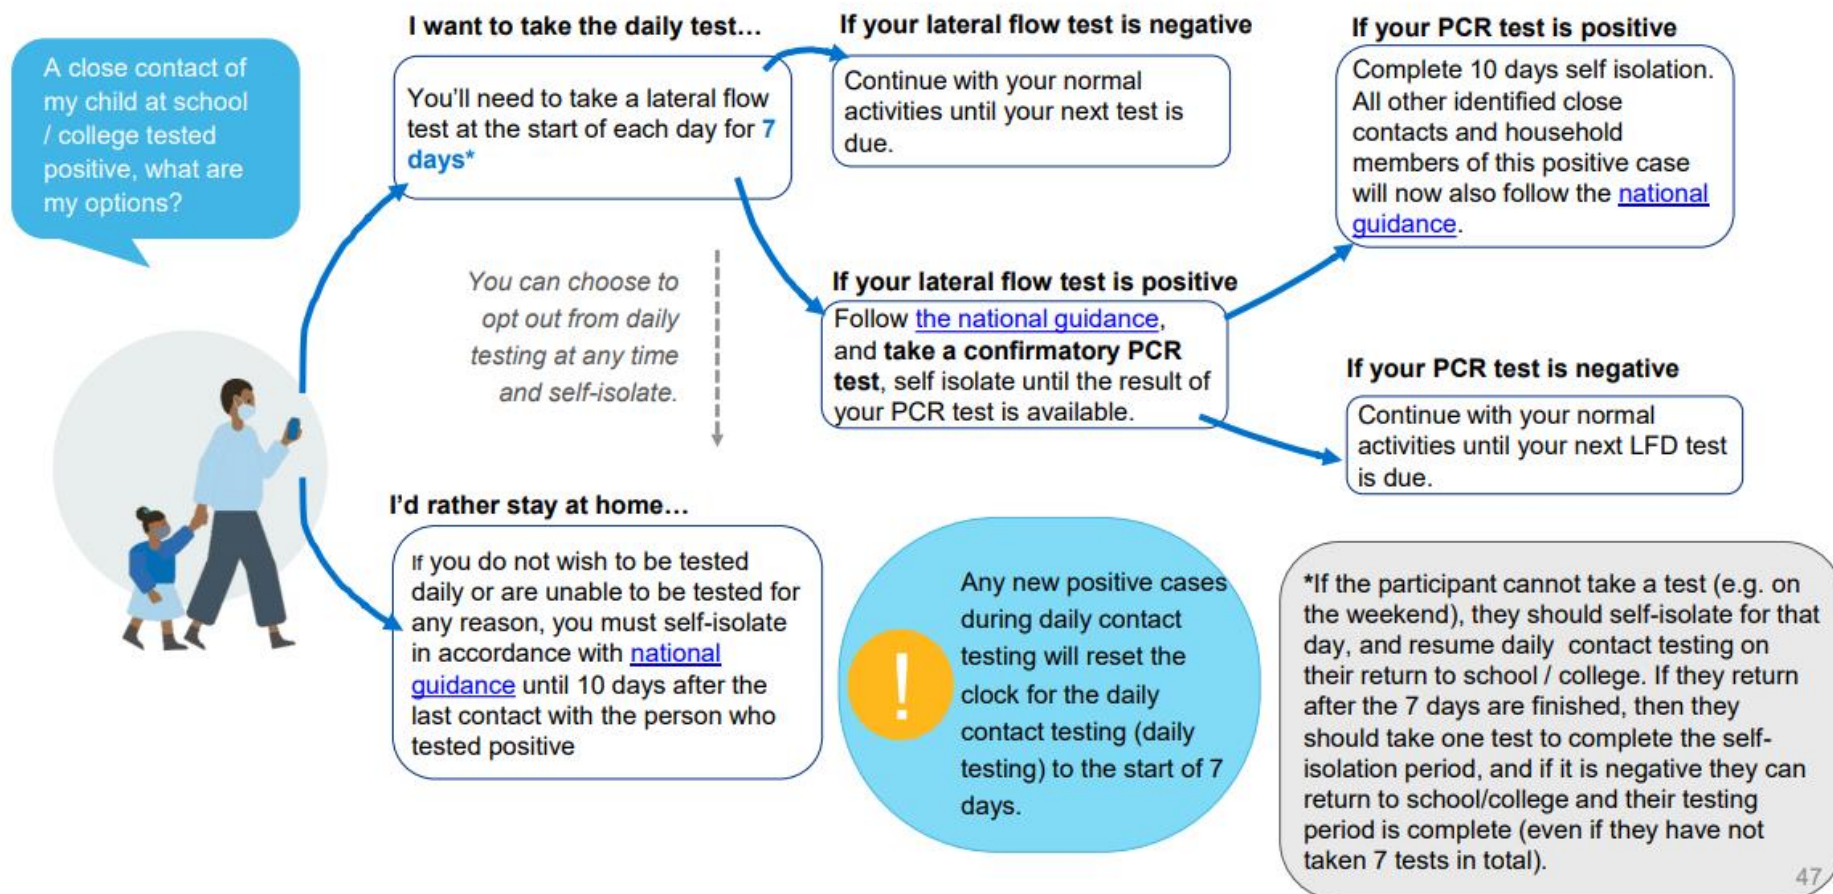 A close contact of
my child at school
/ college tested
positive, what are
my options?
I want to take the daily test…
You’ll need to take a lateral flow
test at the start of each day for 7
days*
If your lateral flow test is negative
Continue with your normal
activities until your next test is
due.
If your PCR test is positive
Complete 10 days self isolation.
All other identified close
contacts and household
members of this positive case
will now also follow the national
guidance.
You can choose to
opt out from daily
testing at any time
and self-isolate.
If your lateral flow test is positive
Follow the national guidance,
and take a confirmatory PCR
test, self isolate until the result of
your PCR test is available.
If your PCR test is negative
Continue with your normal
activities until your next LFD test
is due.
I’d rather stay at home…
If you do not wish to be tested
daily or are unable to be tested for
any reason, you must self-isolate
in accordance with national
guidance until 10 days after the
last contact with the person who
tested positive
!
Any new positive cases
during daily contact
testing will reset the
clock for the daily
contact testing (daily
testing) to the start of 7
days.
*If the participant cannot take a test (e.g. on
the weekend), they should self-isolate for that
day, and resume daily contact testing on
their return to school / college. If they return
after the 7 days are finished, then they
should take one test to complete the self-
isolation period, and if it is negative they can
return to school/college and their testing
period is complete (even if they have not
taken 7 tests in total).
47